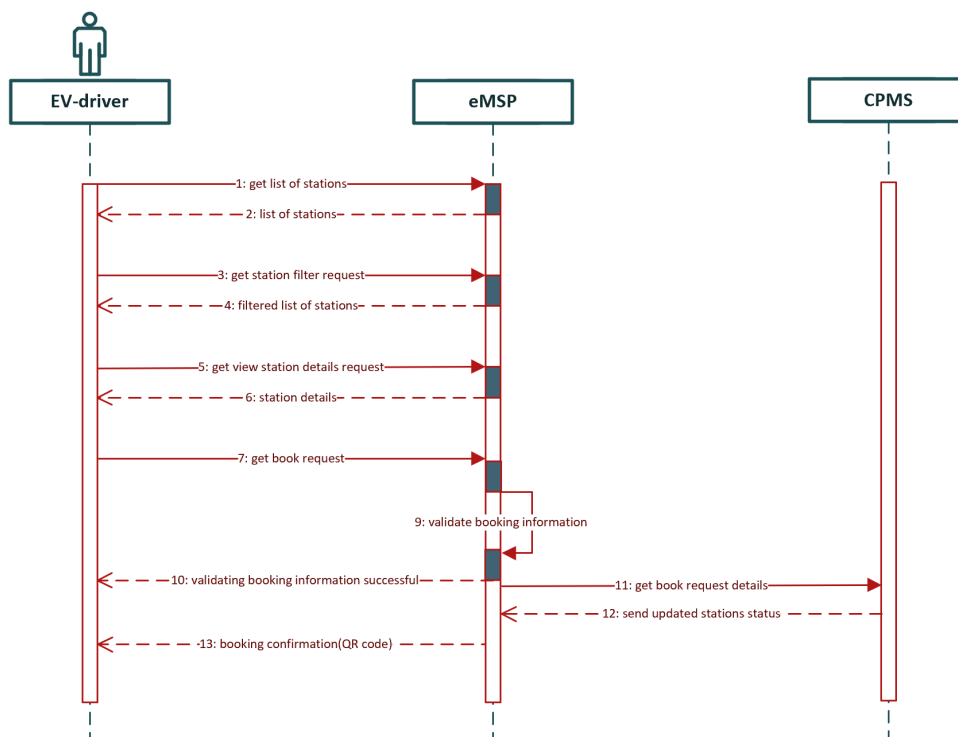 EV-driver
eMSP
CPMS
1: get list of stations
2: list of stations
3: get station filter request
4: filtered list of stations
5: get view station details request
6: station details
7: get book request
9: validate booking information
10: validating booking information successful
11: get book request details
12: send updated stations status
13: booking confirmation(QR code)